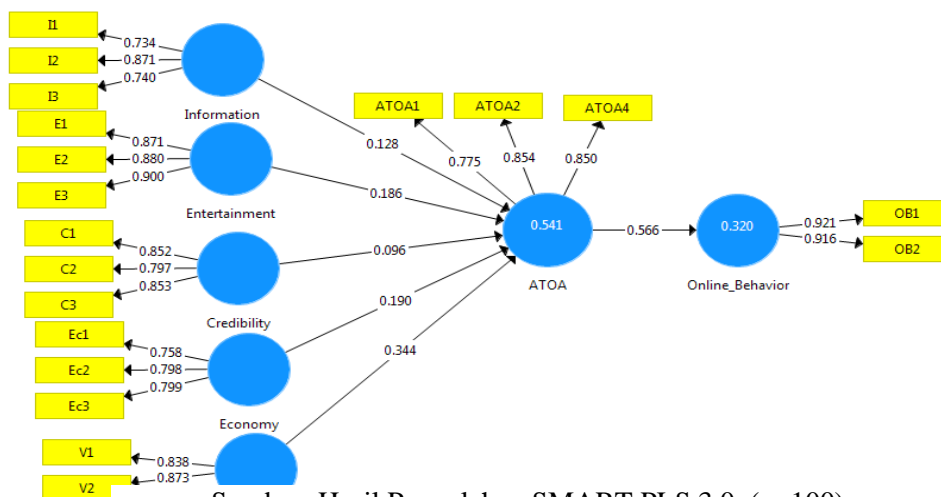 I1
0.734
I2
0.871
I3
0.740
Information
E1
0.871
E2
0.880
E3
0.900
Entertainment
C1
0.852
C2
0.797
C3
0.853
Credibility
Ec1
0.758
Ec2
0.798
Ec3
0.799
Economy
V1
0.838
V2
0.873
0.128
0.186
0.096
0.190
0.344
ATOA1
ATOA2
ATOA4
0.775
0.854
0.850
0.541
ATOA
0.566
0.320
Online_Behavior
0.921
OB1
0.916
OB2
SMART PLS 3.0